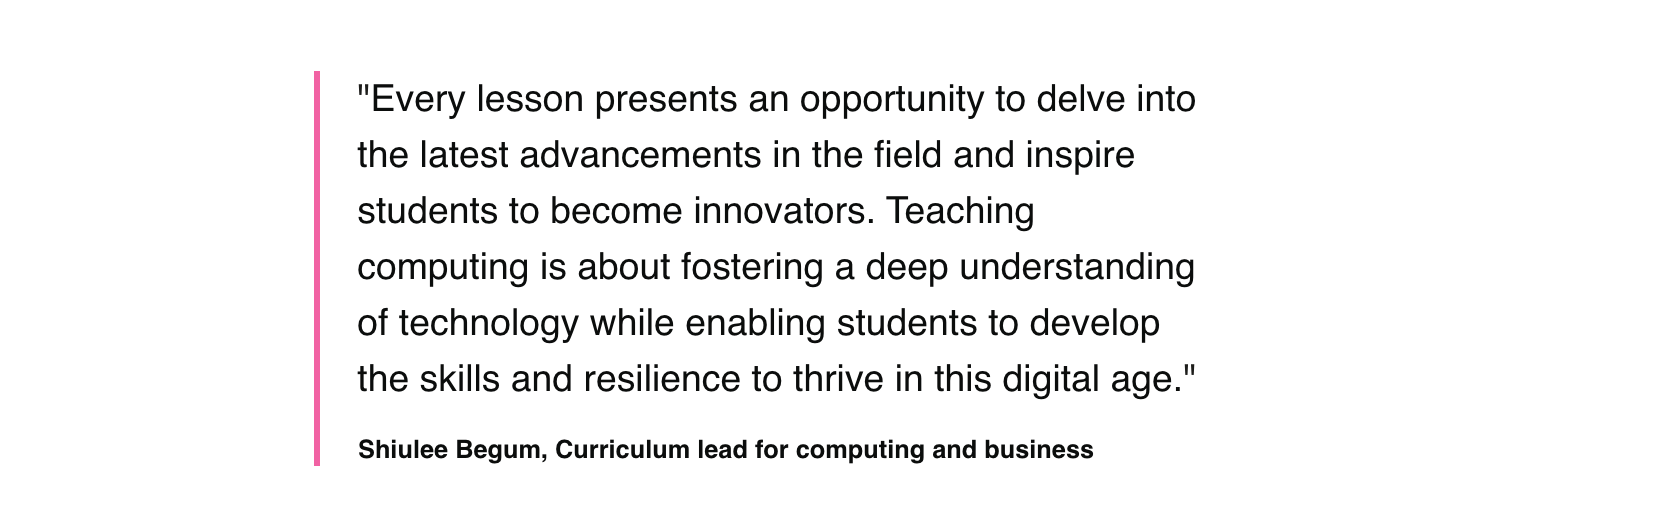 "Every lesson presents an opportunity to delve into
the latest advancements in the field and inspire
students to become innovators. Teaching
computing is about fostering a deep understanding
of technology while enabling students to develop
the skills and resilience to thrive in this digital age."
Shiulee Begum, Curriculum lead for computing and business